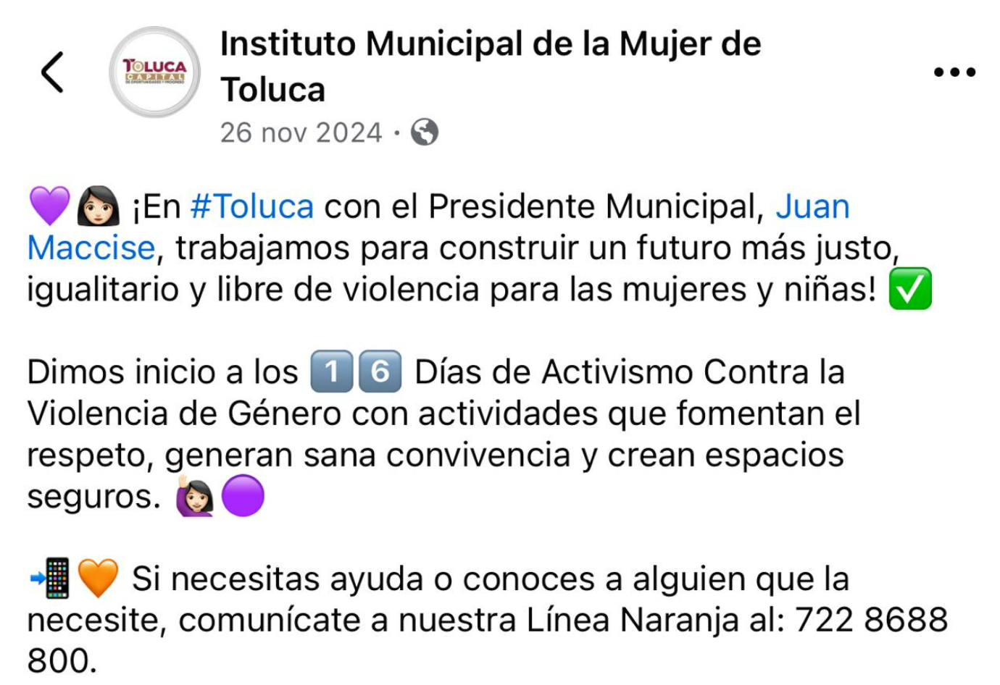 Instituto Municipal de la Mujer de
Toluca
TOLUCA
CAPITAL
DE OPORTUNIDADES Y PROGRESO
26 nov 2024 ·
💜👩🏻 ¡En #Toluca con el Presidente Municipal, Juan
Maccise, trabajamos para construir un futuro más justo,
igualitario y libre de violencia para las mujeres y niñas! ✅
Dimos inicio a los 1️⃣6️⃣ Días de Activismo Contra la
Violencia de Género con actividades que fomentan el
respeto, generan sana convivencia y crean espacios
seguros. 🙋🏻‍♀️🟣
📲🧡 Si necesitas ayuda o conoces a alguien que la
necesite, comunícate a nuestra Línea Naranja al: 722 8688
800.